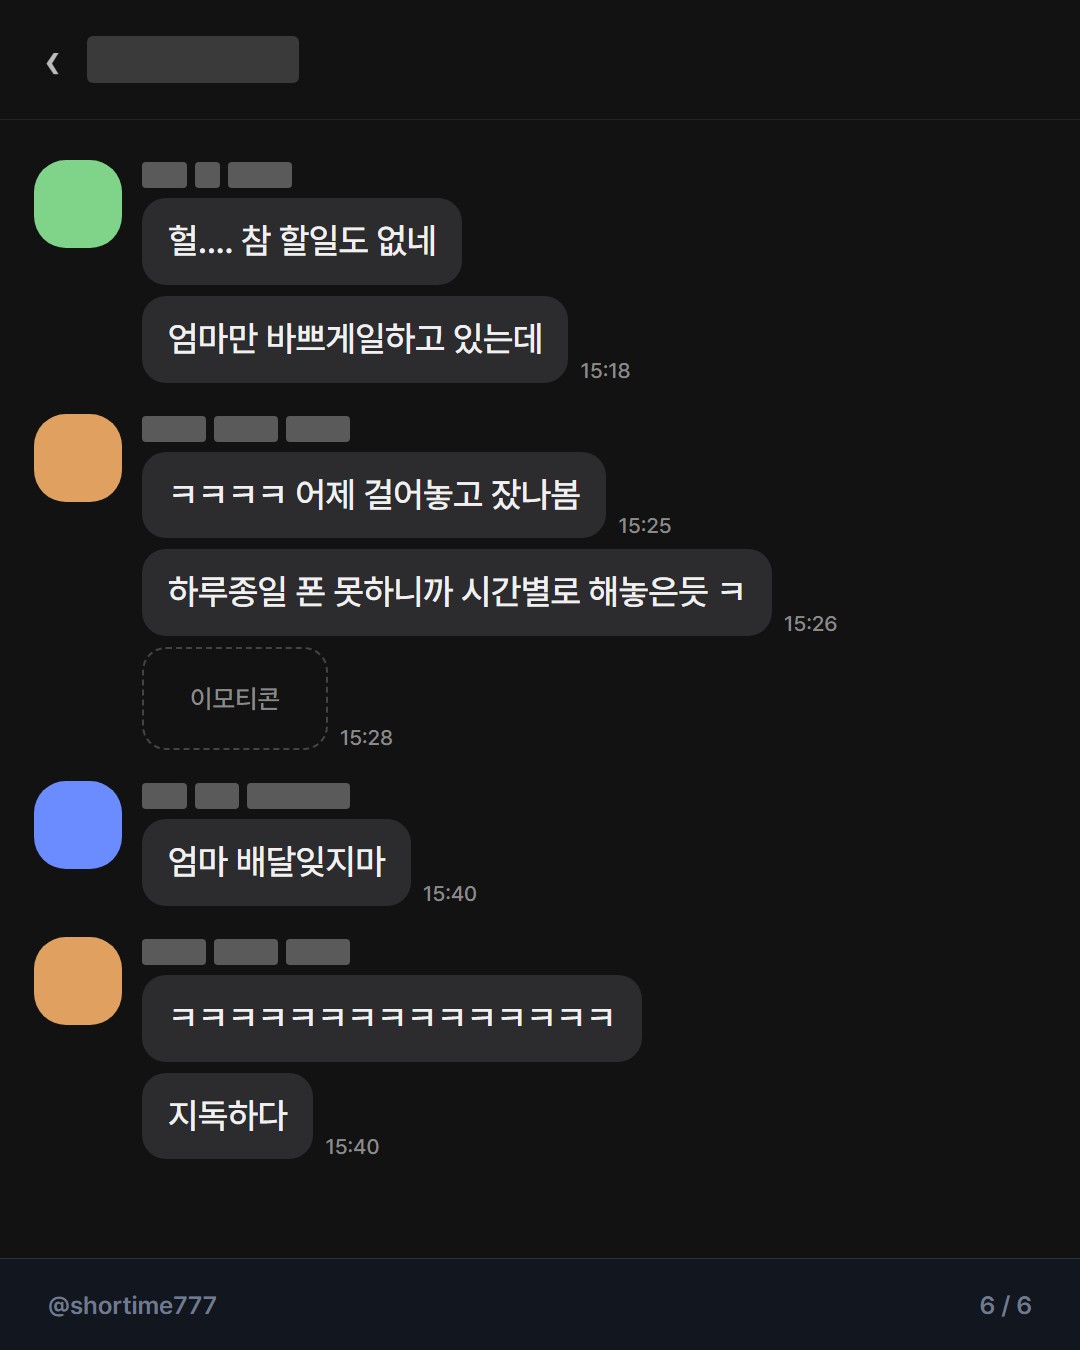 헐.... 참 할일도 없네
엄마만 바쁘게일하고 있는데
15:18
ㅋㅋㅋㅋ 어제 걸어놓고 잤나봄
15:25
하루종일 폰 못하니까 시간별로 해놓은듯 ㅋ
15:26
이모티콘
15:28
엄마 배달잊지마
15:40
ㅋㅋㅋㅋㅋㅋㅋㅋㅋㅋㅋㅋㅋㅋㅋ
지독하다
15:40
@shortime777
6 / 6